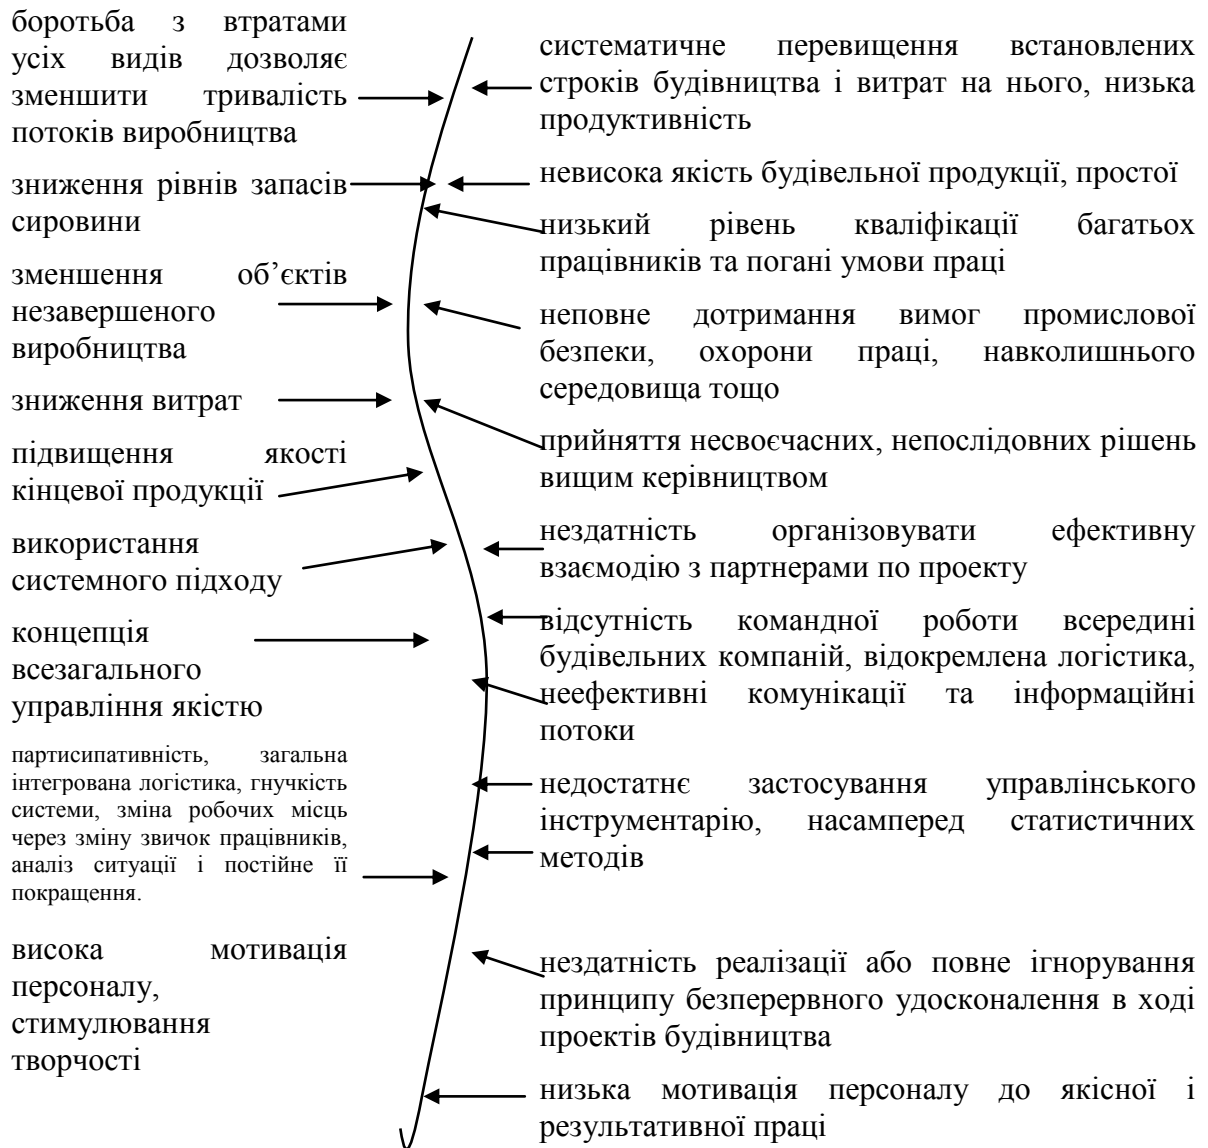 боротьба з втратами
усіх видів дозволяє
зменшити тривалість
потоків виробництва
зниження рівнів запасів
сировини
зменшення об’єктів
незавершеного
виробництва
зниження витрат
підвищення якості
кінцевої продукції
використання
системного підходу
концепція
всезагального
управління якістю
партисипативність, загальна
інтегрована логістика, гнучкість
системи, зміна робочих місць
через зміну звичок працівників,
аналіз ситуації і постійне її
покращення.
висока мотивація
персоналу,
стимулювання
творчості
систематичне перевищення встановлених
строків будівництва і витрат на нього, низька
продуктивність
невисока якість будівельної продукції, простої
низький рівень кваліфікації багатьох
працівників та погані умови праці
неповне дотримання вимог промислової
безпеки, охорони праці, навколишнього
середовища тощо
прийняття несвоєчасних, непослідовних рішень
вищим керівництвом
нездатність організовувати ефективну
взаємодію з партнерами по проекту
відсутність командної роботи всередині
будівельних компаній, відокремлена логістика,
неефективні комунікації та інформаційні
потоки
недостатнє застосування управлінського
інструментарію, насамперед статистичних
методів
нездатність реалізації або повне ігнорування
принципу безперервного удосконалення в ході
проектів будівництва
низька мотивація персоналу до якісної і
результативної праці